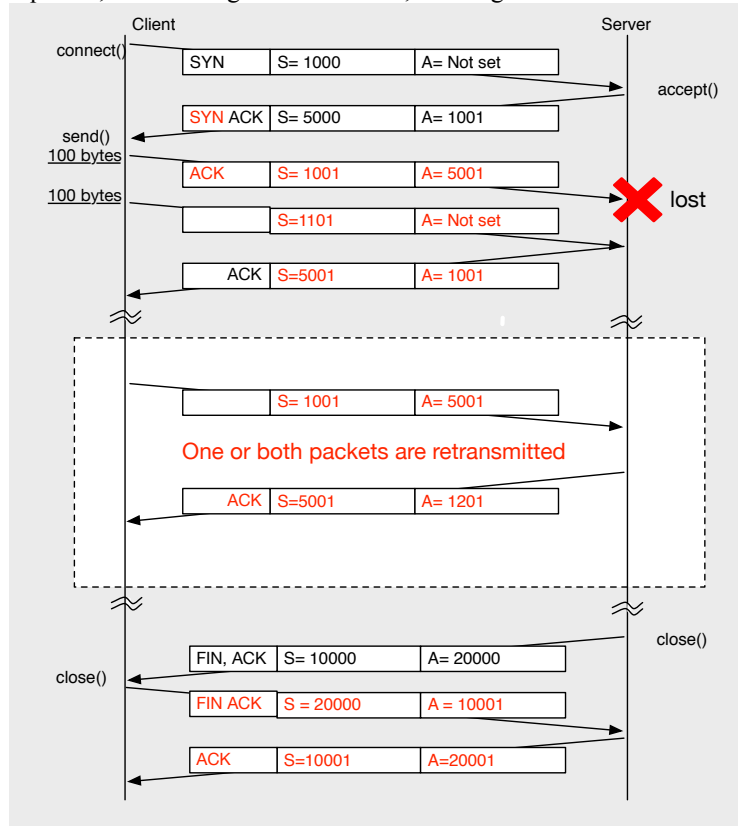 Client Server
connect()
SYN S= 1000 A= Not set
accept()
SYN ACK S= 5000 A= 1001
send()
100 bytes
ACK S= 1001 A= 5001
100 bytes
lost
S=1101 A= Not set
ACK S=5001 A= 1001
S= 1001 A= 5001
One or both packets are retransmitted
ACK S=5001 A= 1201
close()
FIN, ACK S= 10000 A= 20000
close()
FIN ACK S = 20000 A = 10001
ACK S=10001 A=20001